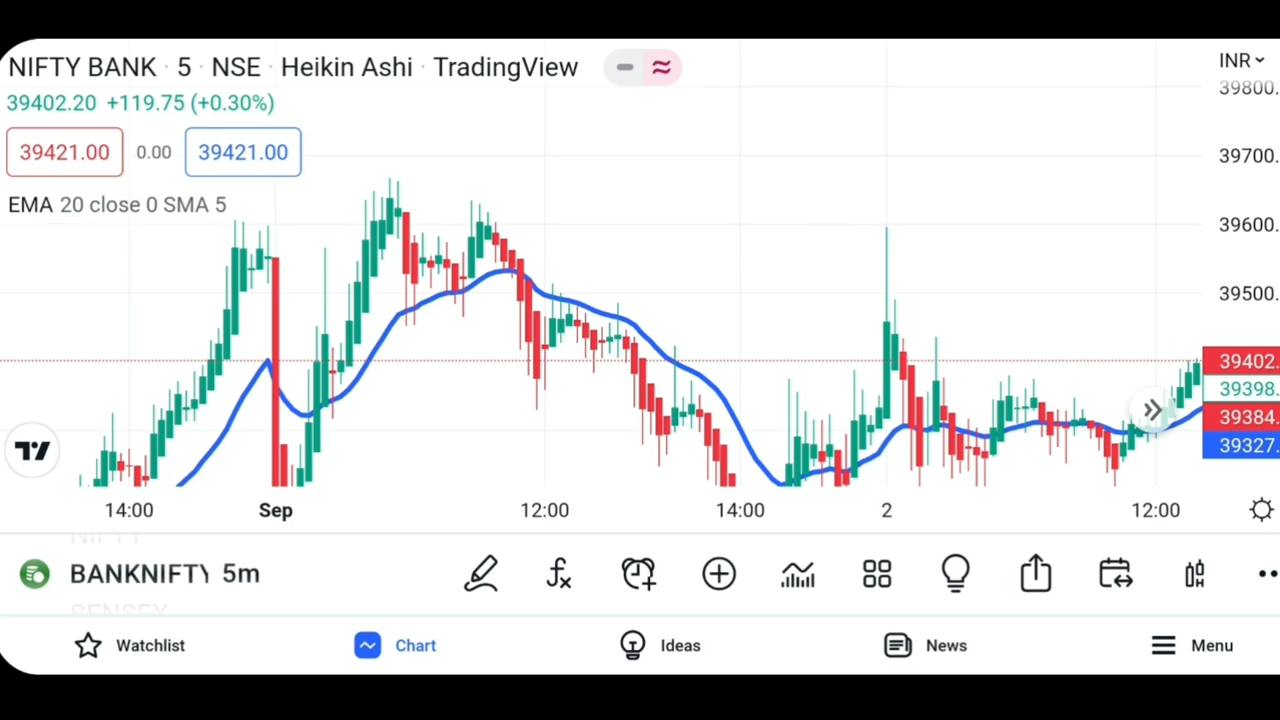 NIFTY BANK · 5 · NSE · Heikin Ashi · TradingView
INR
39402.20 +119.75 (+0.30%)
39421.00 0.00 39421.00
EMA 20 close 0 SMA 5
39800.
39700.
39600.
39500.
39402.
39398.
39384.
39327.
14:00 Sep 12:00 14:00 2 12:00
NIFTY
BANKNIFTY 5m
SENSEX
Watchlist Chart Ideas News Menu